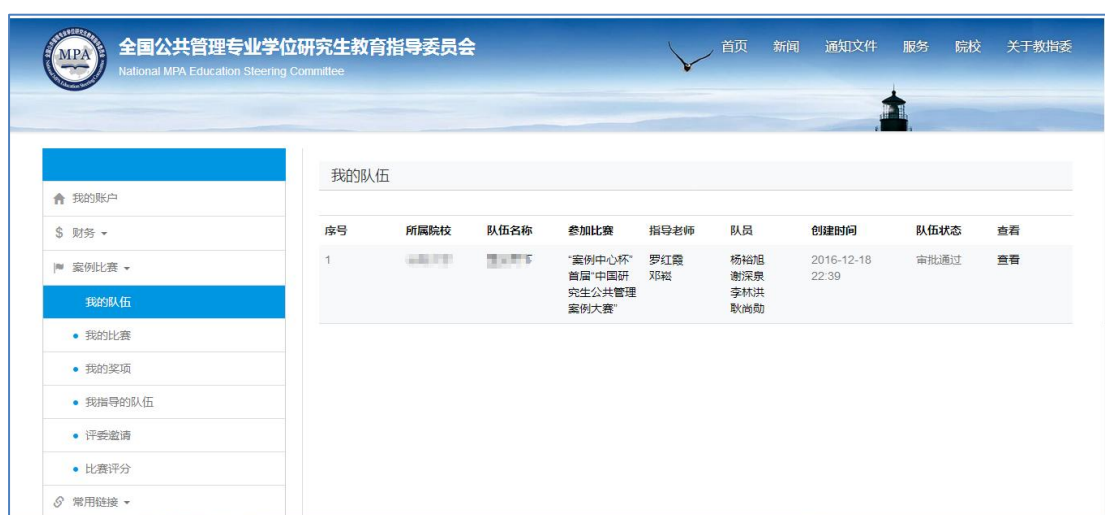 MPA
全国公共管理专业学位研究生教育指导委员会
National MPA Education Steering Committee
首页 新闻 通知文件 服务 院校 关于教指委
我的账户
财务
案例比赛
我的队伍
我的比赛
我的奖项
我指导的队伍
评委邀请
比赛评分
常用链接
我的队伍
序号 所属院校 队伍名称 参加比赛 指导老师 队员 创建时间 队伍状态 查看
1 “案例中心杯” 罗红霞 杨裕旭 2016-12-18 审批通过 查看
首届“中国研 邓崧 谢深泉 22:39
究生公共管理 李林洪
案例大赛” 耿尚勋